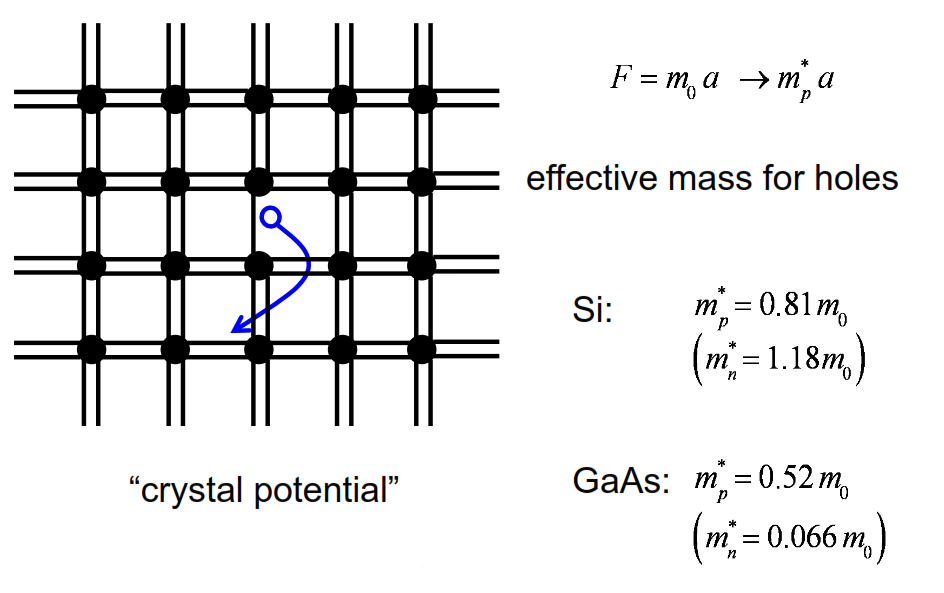 F = m₀ a → m*ₚ a
effective mass for holes
Si: m*ₚ = 0.81 m₀
(m*ₙ = 1.18 m₀)
“crystal potential”
GaAs: m*ₚ = 0.52 m₀
(m*ₙ = 0.066 m₀)